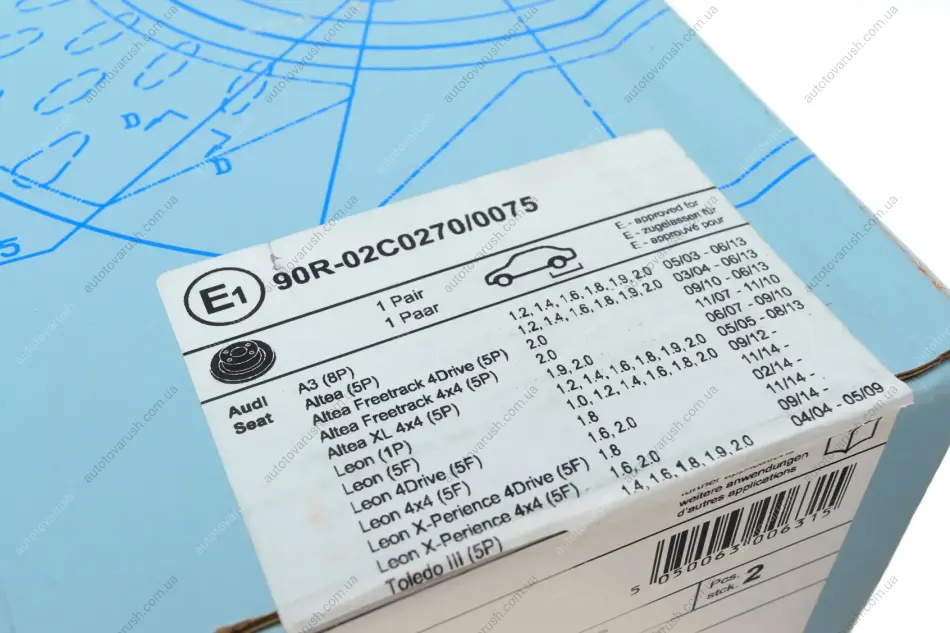 autotovarush.com.ua
D
D
5
E1 90R-02C0270/0075
E - approved for
E - zugelassen für
E - approuvé pour
1 Pair
1 Paar
Audi A3 (8P) 1.2, 1.4, 1.6, 1.8, 1.9, 2.0 05/03 - 06/13
Seat Altea (5P) 1.2, 1.4, 1.6, 1.8, 1.9, 2.0 03/04 - 06/13
Altea Freetrack 4Drive (5P) 2.0 09/10 - 06/13
Altea Freetrack 4x4 (5P) 2.0 11/07 - 11/10
Altea XL 4x4 (5P) 1.9, 2.0 06/07 - 09/10
Leon (1P) 1.2, 1.4, 1.6, 1.8, 1.9, 2.0 05/05 - 08/13
Leon (5F) 1.0, 1.2, 1.4, 1.6, 1.8, 2.0 09/12 -
Leon 4Drive (5F) 1.8 11/14 -
Leon 4x4 (5F) 1.6, 2.0 02/14 -
Leon X-Perience 4Drive (5F) 1.8 11/14 -
Leon X-Perience 4x4 (5F) 1.6, 2.0 09/14 -
Toledo III (5P) 1.4, 1.6, 1.8, 1.9, 2.0 04/04 - 05/09
further applications
weitere anwendungen
d'autres applications
5 050063 006315
Pcs.
stck. 2